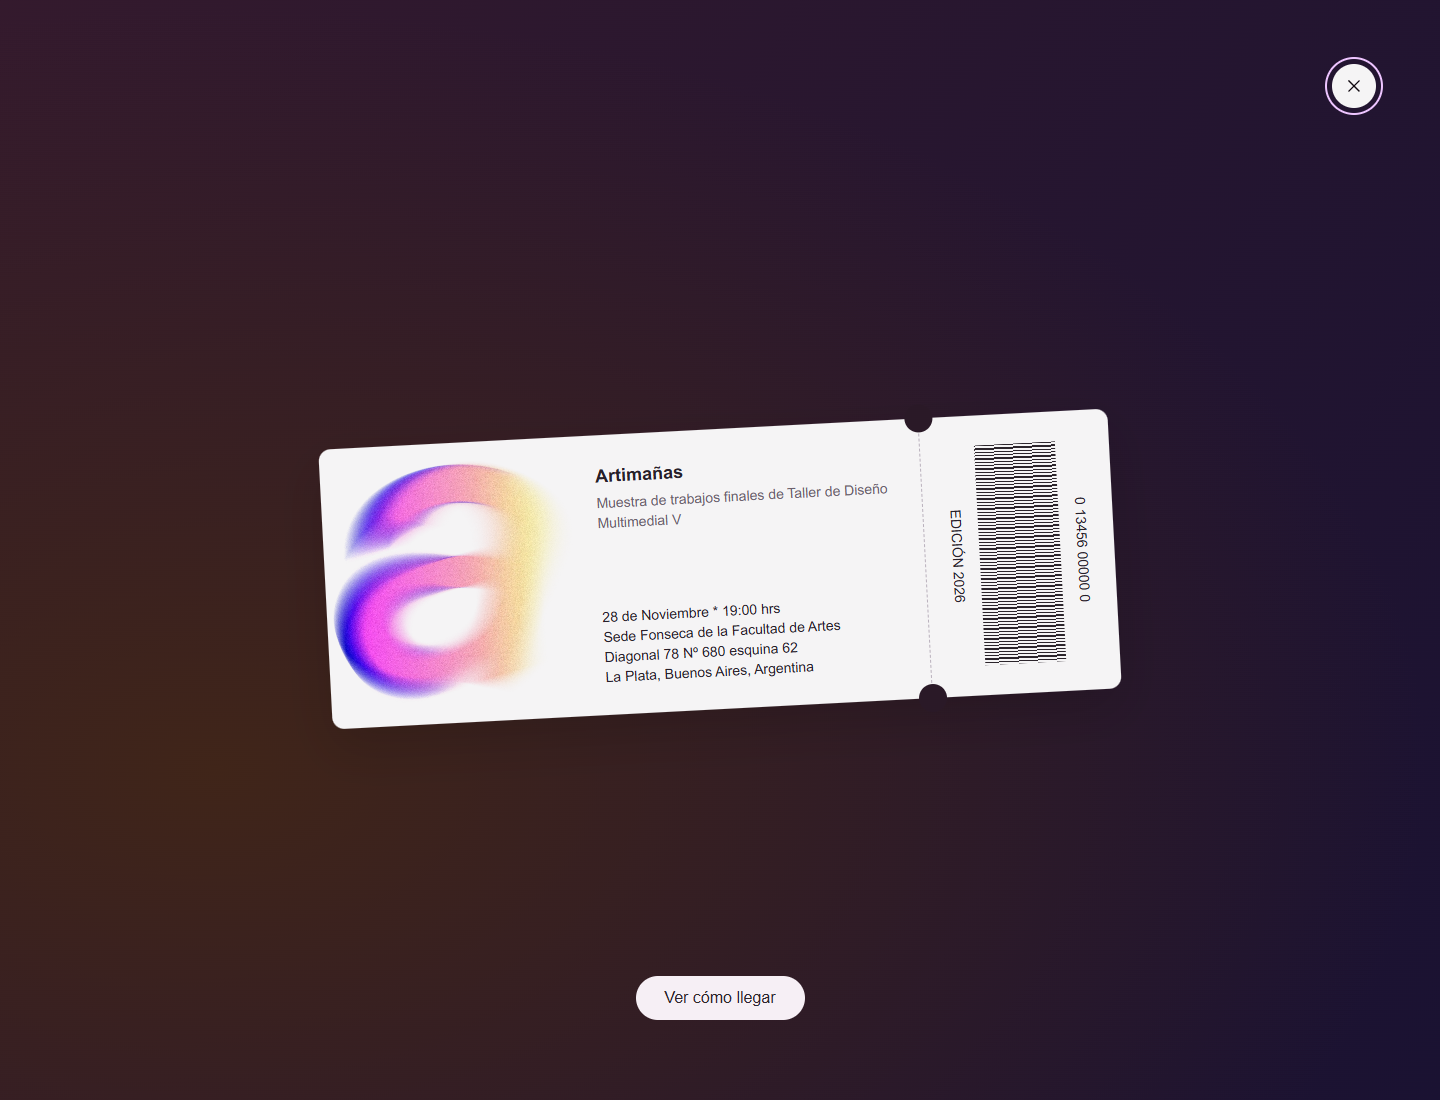 a
Artimañas
Muestra de trabajos finales de Taller de Diseño
Multimedial V
28 de Noviembre * 19:00 hrs
Sede Fonseca de la Facultad de Artes
Diagonal 78 Nº 680 esquina 62
La Plata, Buenos Aires, Argentina
EDICIÓN 2026
0 13456 00000 0
Ver cómo llegar